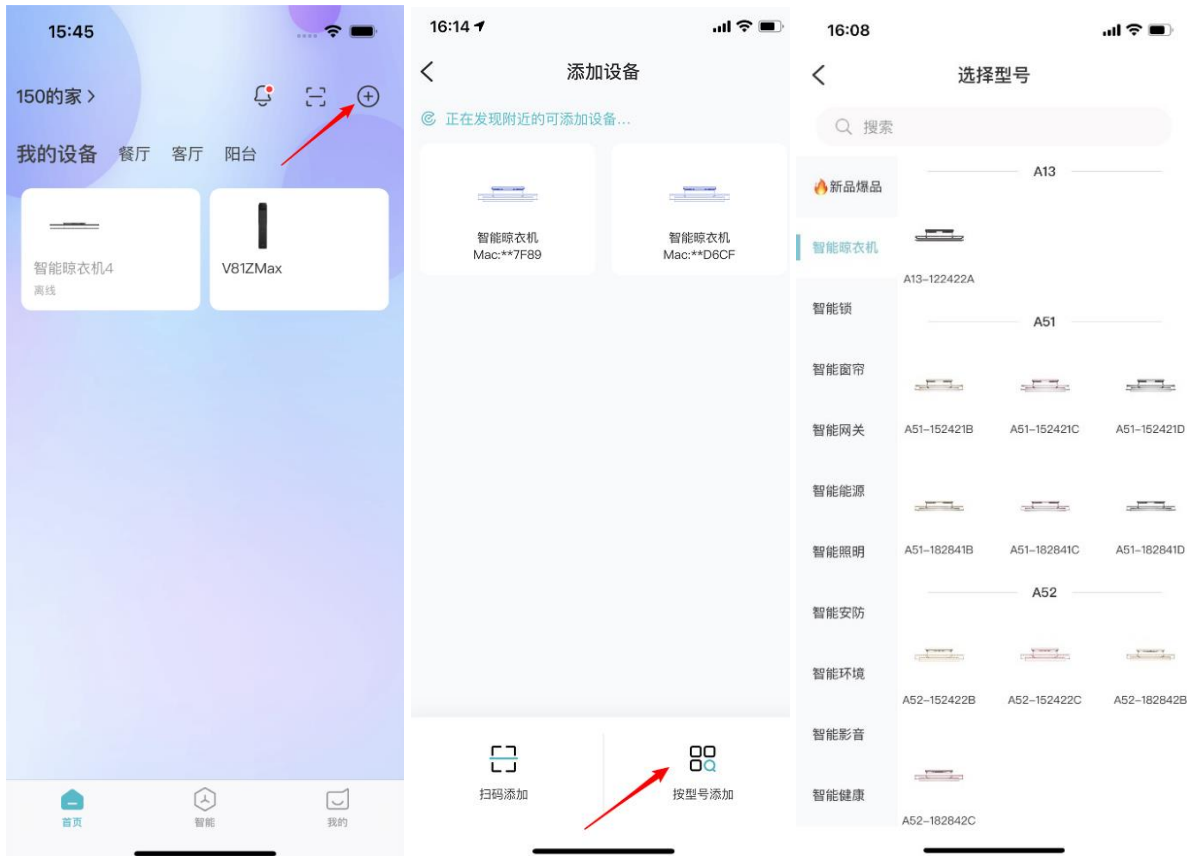 15:45
150的家
我的设备 餐厅 客厅 阳台
智能晾衣机4
离线
V81ZMax
首页 智能 我的
16:14
添加设备
正在发现附近的可添加设备...
智能晾衣机
Mac:**7F89
智能晾衣机
Mac:**D6CF
扫码添加 按型号添加
16:08
选择型号
搜索
新品爆品
智能晾衣机
智能锁
智能窗帘
智能网关
智能能源
智能照明
智能安防
智能环境
智能影音
智能健康
A13
A13-122422A
A51
A51-152421B A51-152421C A51-152421D
A51-182841B A51-182841C A51-182841D
A52
A52-152422B A52-152422C A52-182842B
A52-182842C